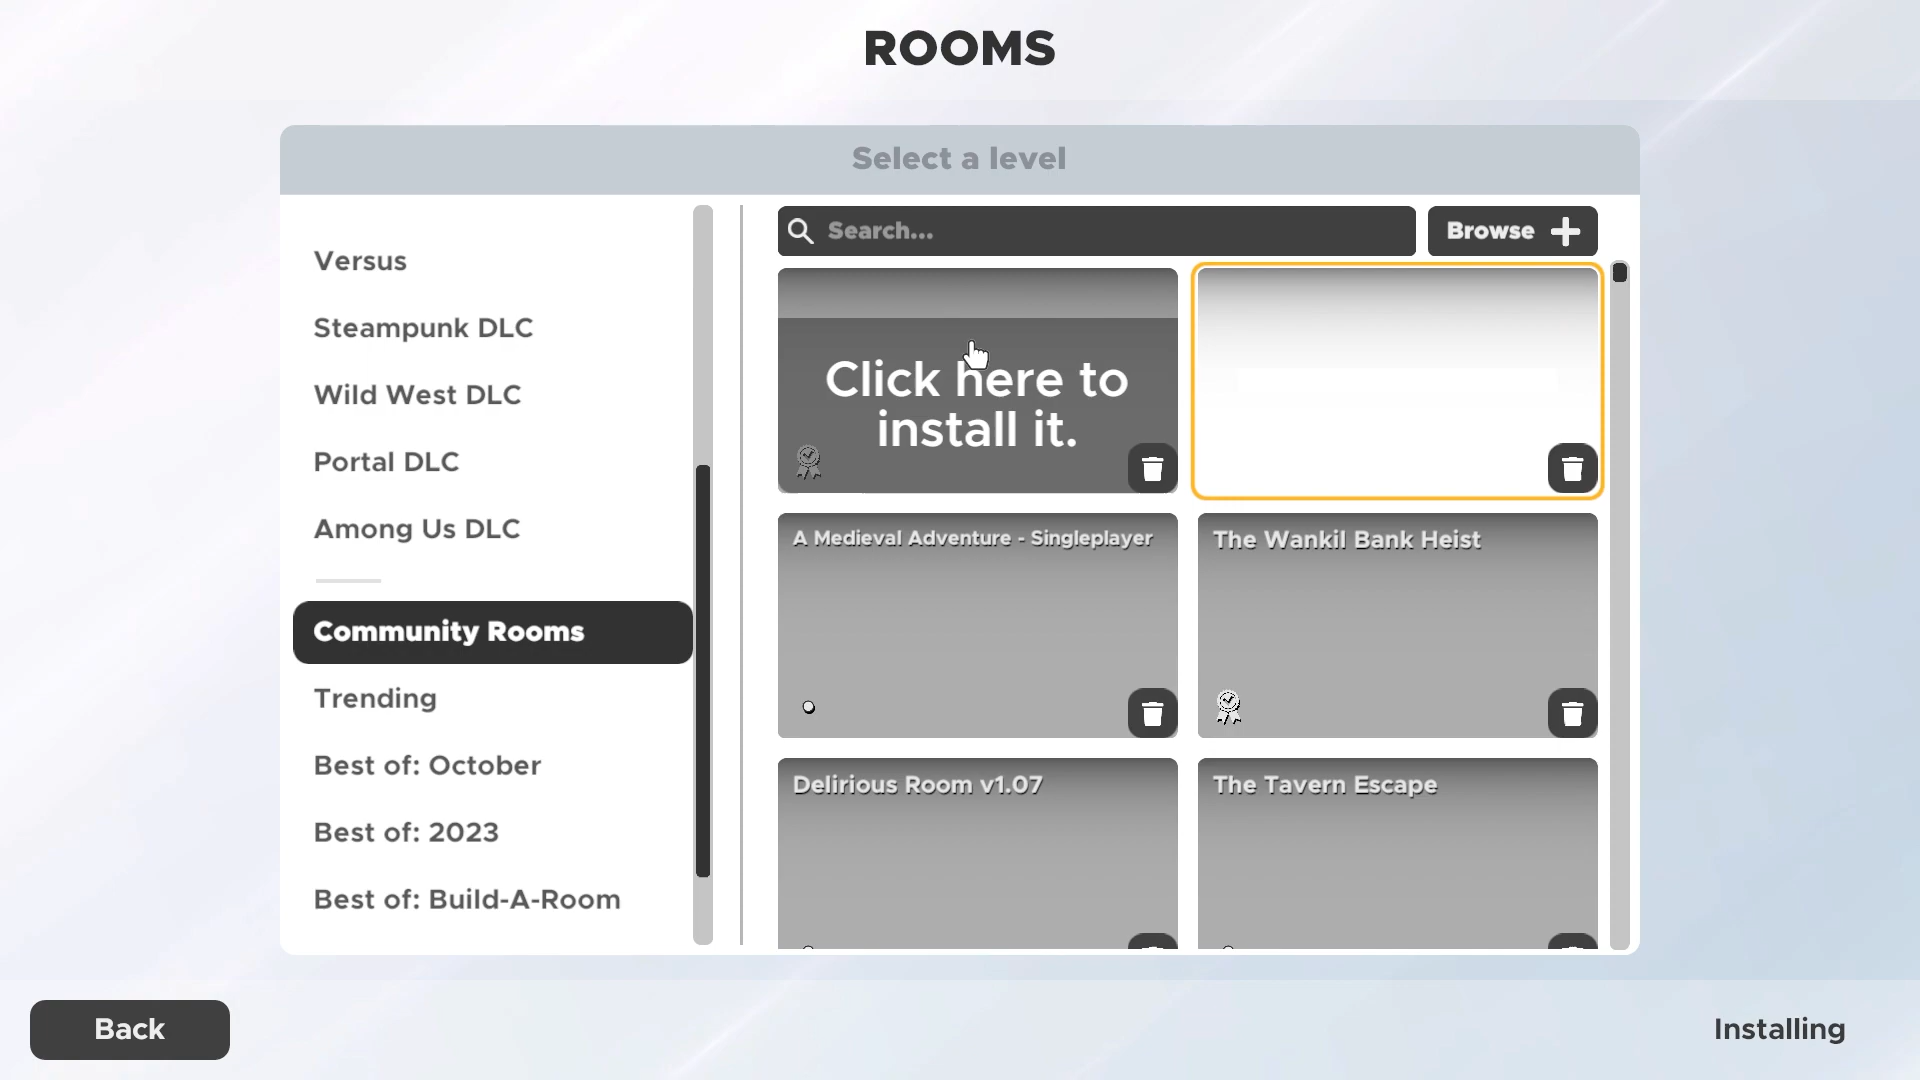 ROOMS
Select a level
Versus
Steampunk DLC
Wild West DLC
Portal DLC
Among Us DLC
Community Rooms
Trending
Best of: October
Best of: 2023
Best of: Build-A-Room
Search...
Browse
Click here to
install it.
A Medieval Adventure - Singleplayer
The Wankil Bank Heist
Delirious Room v1.07
The Tavern Escape
Back
Installing